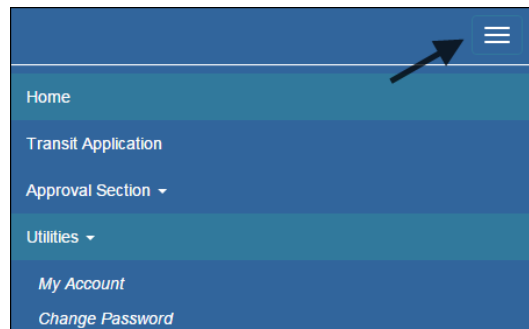 Home
Transit Application
Approval Section
Utilities
My Account
Change Password